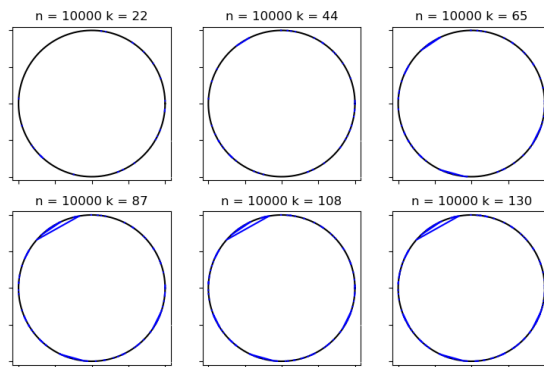 n = 10000 k = 22
n = 10000 k = 44
n = 10000 k = 65
n = 10000 k = 87
n = 10000 k = 108
n = 10000 k = 130